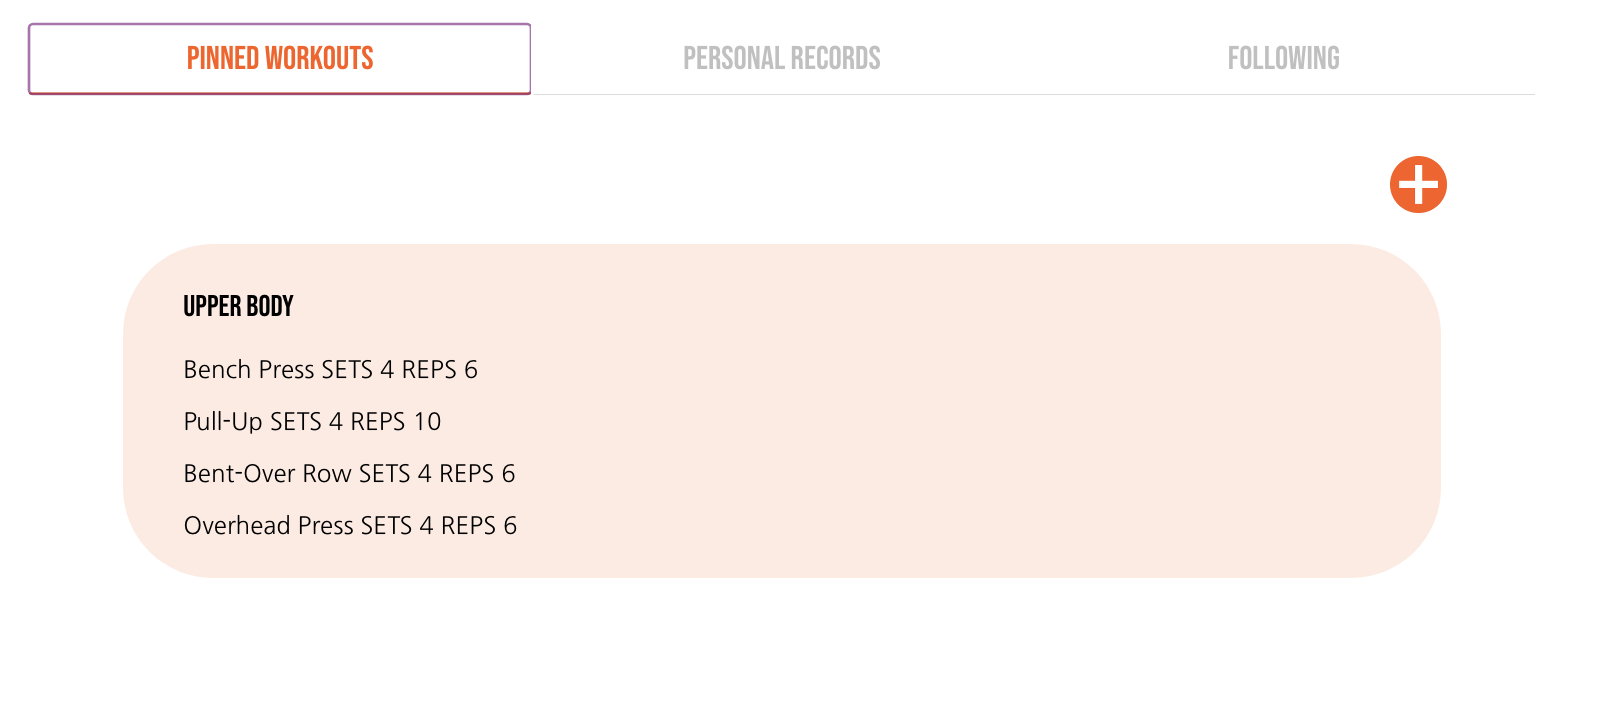 PINNED WORKOUTS
PERSONAL RECORDS
FOLLOWING
UPPER BODY
Bench Press SETS 4 REPS 6
Pull-Up SETS 4 REPS 10
Bent-Over Row SETS 4 REPS 6
Overhead Press SETS 4 REPS 6